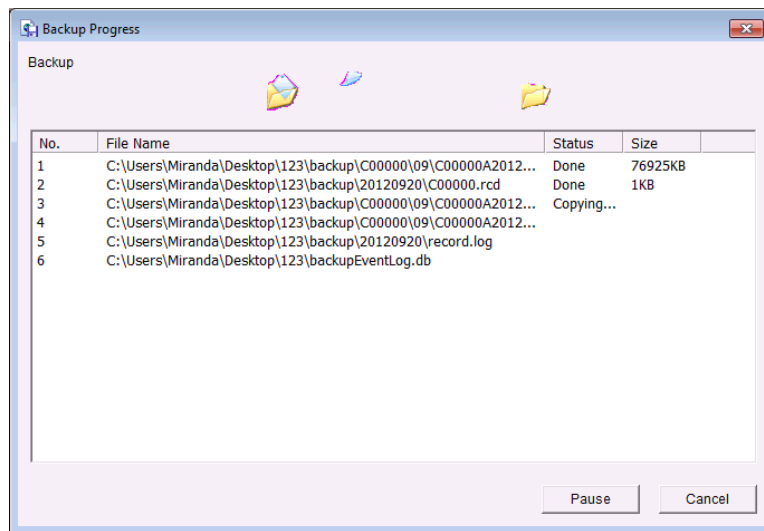 Backup Progress
Backup
No. File Name Status Size
1 C:\Users\Miranda\Desktop\123\backup\C00000\09\C00000A2012... Done 76925KB
2 C:\Users\Miranda\Desktop\123\backup\20120920\C00000.rcd Done 1KB
3 C:\Users\Miranda\Desktop\123\backup\C00000\09\C00000A2012... Copying...
4 C:\Users\Miranda\Desktop\123\backup\C00000\09\C00000A2012...
5 C:\Users\Miranda\Desktop\123\backup\20120920\record.log
6 C:\Users\Miranda\Desktop\123\backupEventLog.db
Pause Cancel